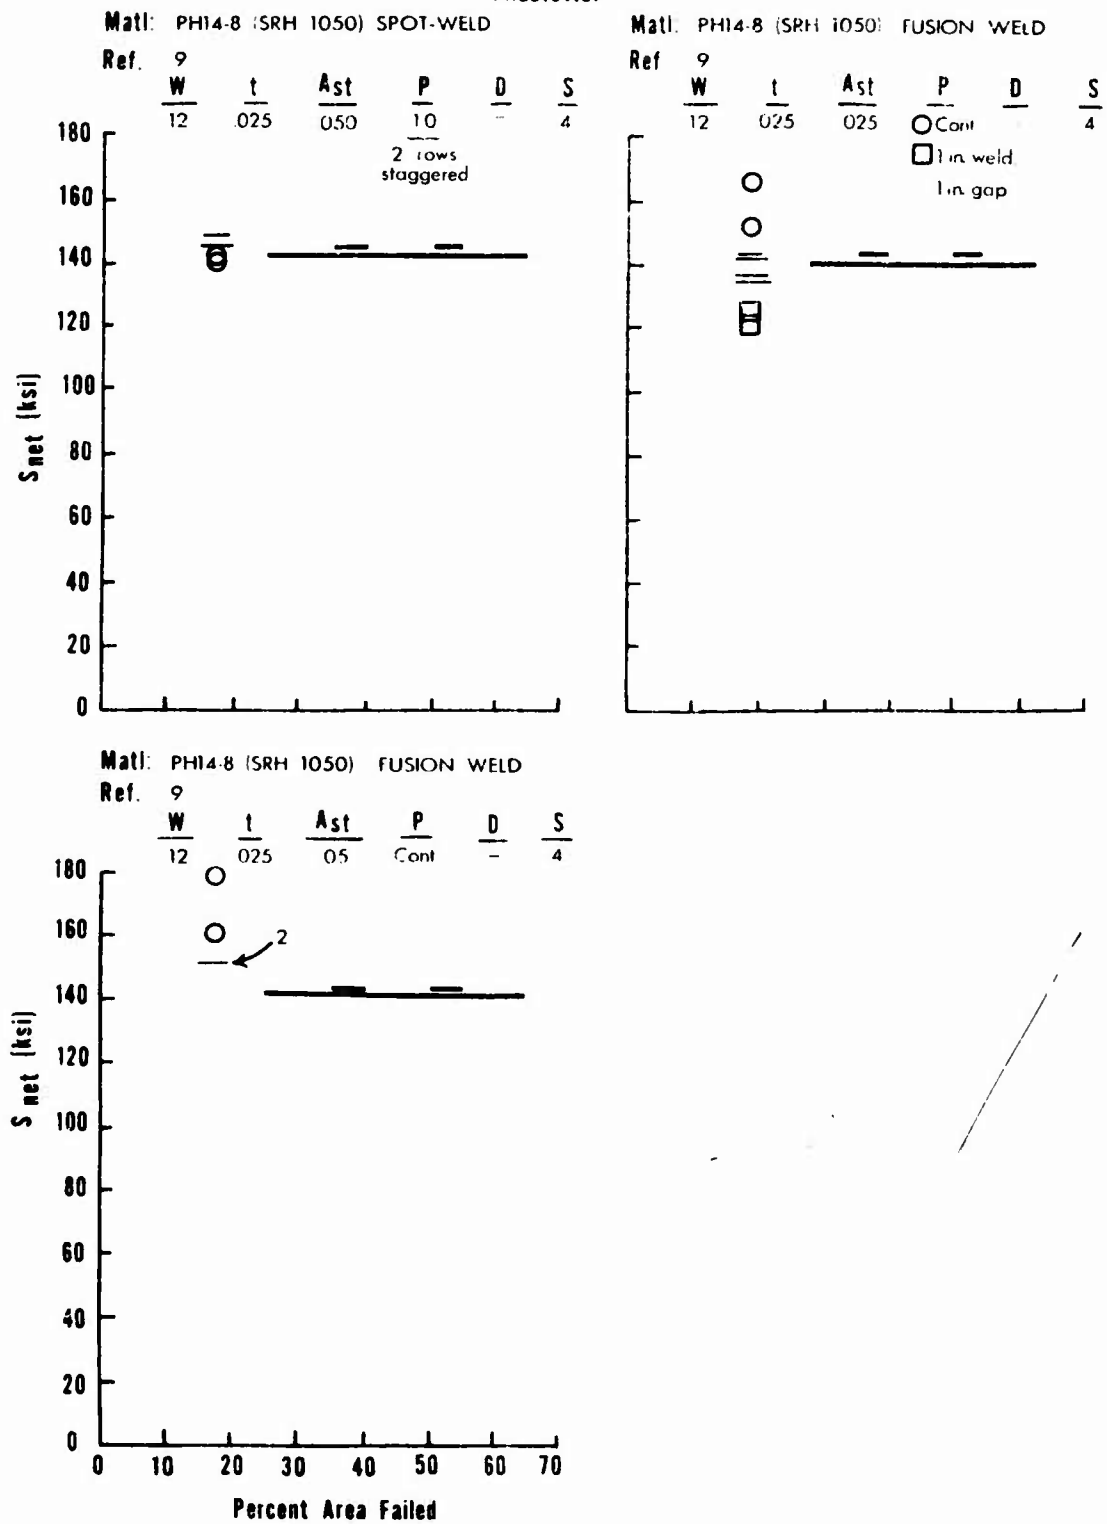 Matl: PH14-8 (SRH 1050) SPOT-WELD
Ref. 9
W t Ast P D S
12 .025 050 10 - 4
2 rows
staggered
180
160
140
120
100
80
60
40
20
0
Snet (ksi)
Matl: PH14-8 (SRH 1050) FUSION WELD
Ref 9
W t Ast P D S
12 025 025 Cont 4
1 in weld
1 in gap
Matl: PH14-8 (SRH 1050) FUSION WELD
Ref. 9
W t Ast P D S
12 025 05 Cont - 4
2
180
160
140
120
100
80
60
40
20
0
Snet (ksi)
0 10 20 30 40 50 60 70
Percent Area Failed